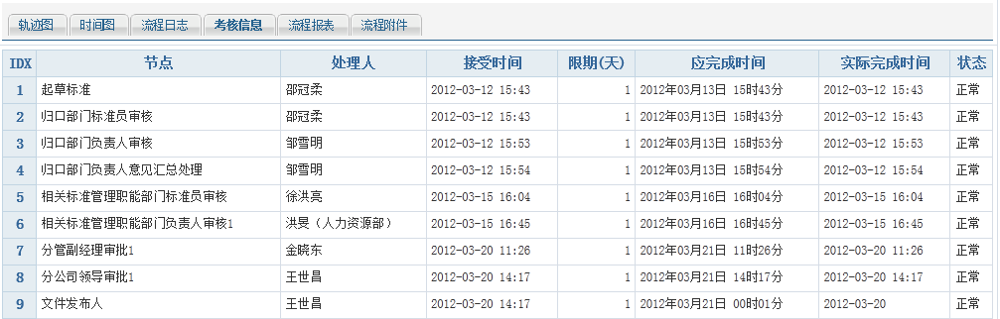 轨迹图 时间图 流程日志 考核信息 流程报表 流程附件
IDX 节点 处理人 接受时间 限期(天) 应完成时间 实际完成时间 状态
1 起草标准 邵冠柔 2012-03-12 15:43 1 2012年03月13日 15时43分 2012-03-12 15:43 正常
2 归口部门标准员审核 邵冠柔 2012-03-12 15:43 1 2012年03月13日 15时43分 2012-03-12 15:43 正常
3 归口部门负责人审核 邹雪明 2012-03-12 15:53 1 2012年03月13日 15时53分 2012-03-12 15:53 正常
4 归口部门负责人意见汇总处理 邹雪明 2012-03-12 15:54 1 2012年03月13日 15时54分 2012-03-12 15:54 正常
5 相关标准管理职能部门标准员审核 徐洪亮 2012-03-15 16:04 1 2012年03月16日 16时04分 2012-03-15 16:04 正常
6 相关标准管理职能部门负责人审核1 洪旻（人力资源部） 2012-03-15 16:45 1 2012年03月16日 16时45分 2012-03-15 16:45 正常
7 分管副经理审批1 金晓东 2012-03-20 11:26 1 2012年03月21日 11时26分 2012-03-20 11:26 正常
8 分公司领导审批1 王世昌 2012-03-20 14:17 1 2012年03月21日 14时17分 2012-03-20 14:17 正常
9 文件发布人 王世昌 2012-03-20 14:17 1 2012年03月21日 00时01分 2012-03-20 正常